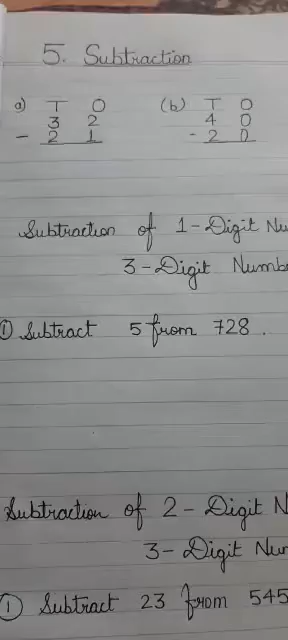 5. Subtraction
a) T O (b) T O
3 2 4 0
- 2 1 - 2 0
Subtraction of 1-Digit
3-Digit
① Subtract 5 from 728.
Subtraction of 2-Digit
3-Digit
① Subtract 23 from 545